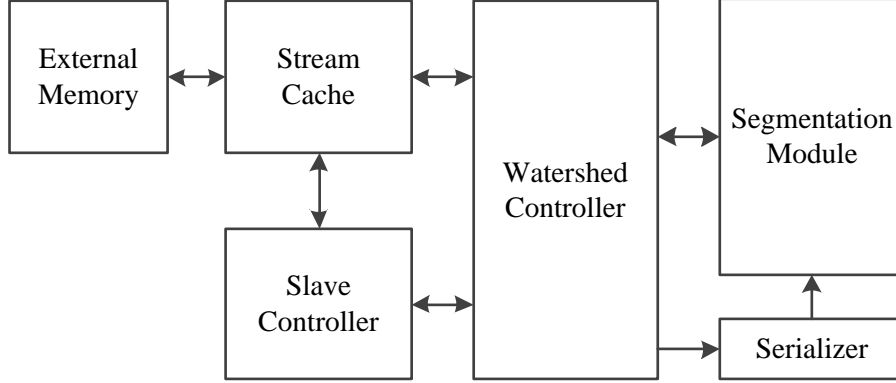 External
Memory
Stream
Cache
Watershed
Controller
Segmentation
Module
Slave
Controller
Serializer